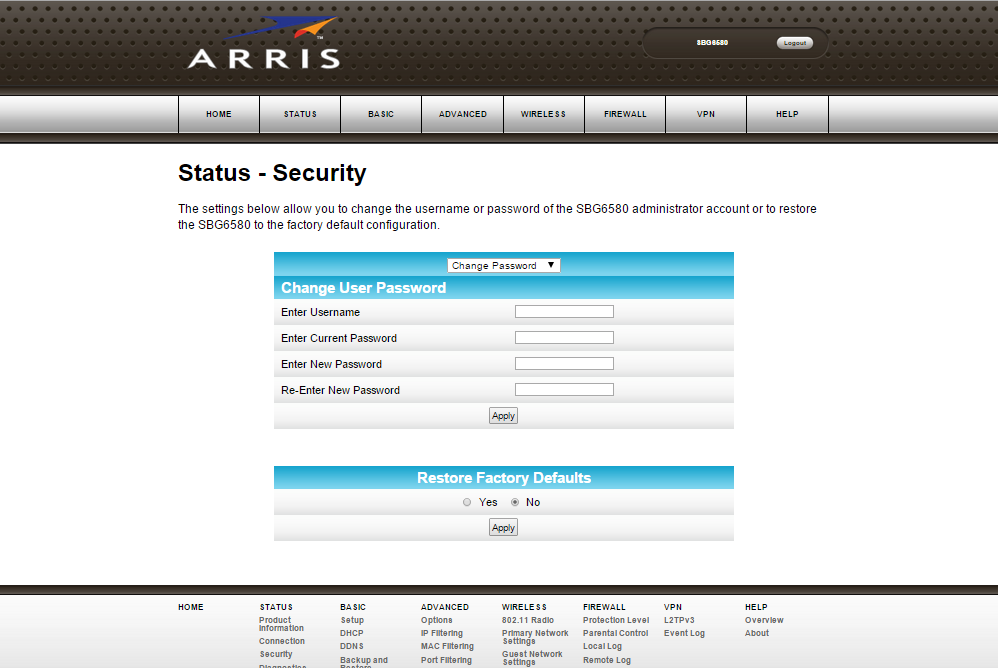 ARRIS
TM
SBG6580
Logout
HOME
STATUS
BASIC
ADVANCED
WIRELESS
FIREWALL
VPN
HELP
Status - Security
The settings below allow you to change the username or password of the SBG6580 administrator account or to restore
the SBG6580 to the factory default configuration.
Change Password
Change User Password
Enter Username
Enter Current Password
Enter New Password
Re-Enter New Password
Apply
Restore Factory Defaults
Yes
No
Apply
HOME
STATUS
Product
Information
Connection
Security
Diagnostics
BASIC
Setup
DHCP
DDNS
Backup and
Restore
ADVANCED
Options
IP Filtering
MAC Filtering
Port Filtering
WIRELESS
802.11 Radio
Primary Network
Settings
Guest Network
Settings
FIREWALL
Protection Level
Parental Control
Local Log
Remote Log
VPN
L2TPv3
Event Log
HELP
Overview
About